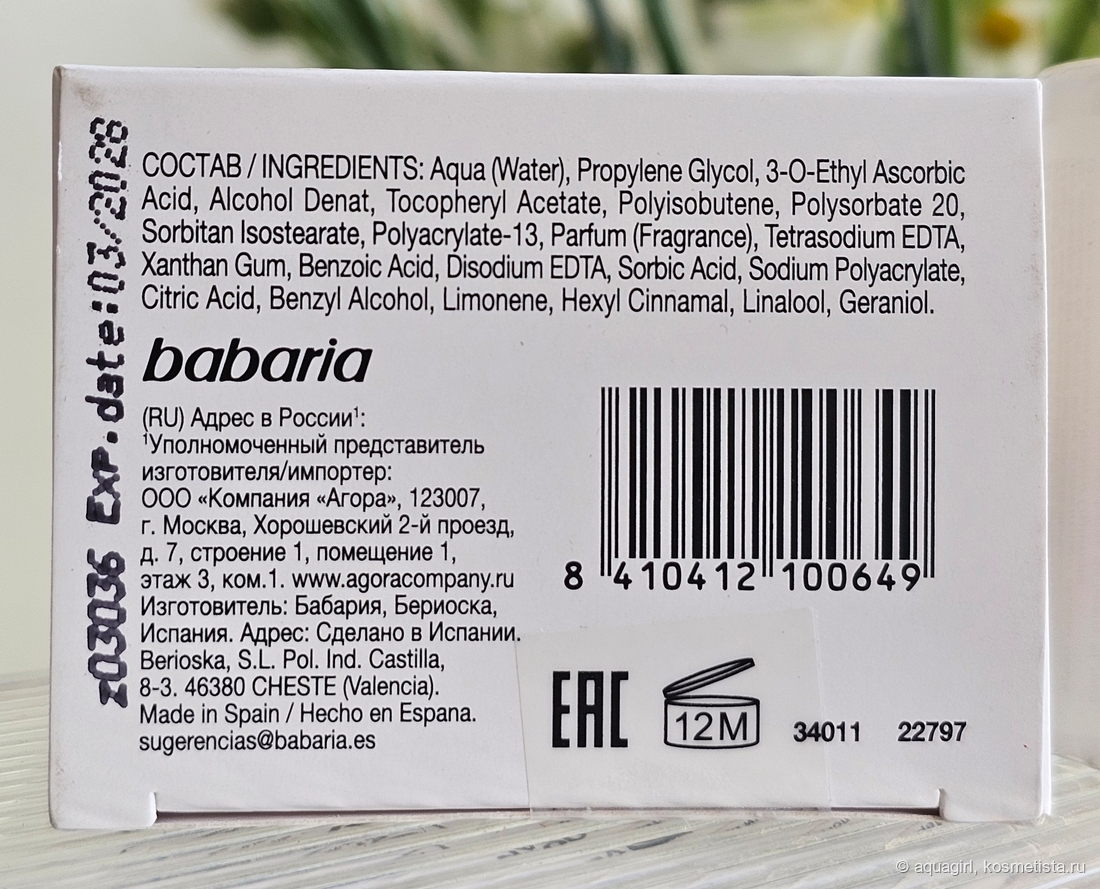 СОСТАВ / INGREDIENTS: Aqua (Water), Propylene Glycol, 3-O-Ethyl Ascorbic
Acid, Alcohol Denat, Tocopheryl Acetate, Polyisobutene, Polysorbate 20,
Sorbitan Isostearate, Polyacrylate-13, Parfum (Fragrance), Tetrasodium EDTA,
Xanthan Gum, Benzoic Acid, Disodium EDTA, Sorbic Acid, Sodium Polyacrylate,
Citric Acid, Benzyl Alcohol, Limonene, Hexyl Cinnamal, Linalool, Geraniol.
z03036 Exp.date:03/2028
babaria
(RU) Адрес в России¹:
¹Уполномоченный представитель
изготовителя/импортер:
ООО «Компания «Агора», 123007,
г. Москва, Хорошевский 2-й проезд,
д. 7, строение 1, помещение 1,
этаж 3, ком.1. www.agoracompany.ru
Изготовитель: Бабария, Бериоска,
Испания. Адрес: Сделано в Испании.
Berioska, S.L. Pol. Ind. Castilla,
8-3. 46380 CHESTE (Valencia).
Made in Spain / Hecho en Espana.
sugerencias@babaria.es
8 410412 100649
EAC
12M
34011 22797
© aquagirl, kosmetista.ru